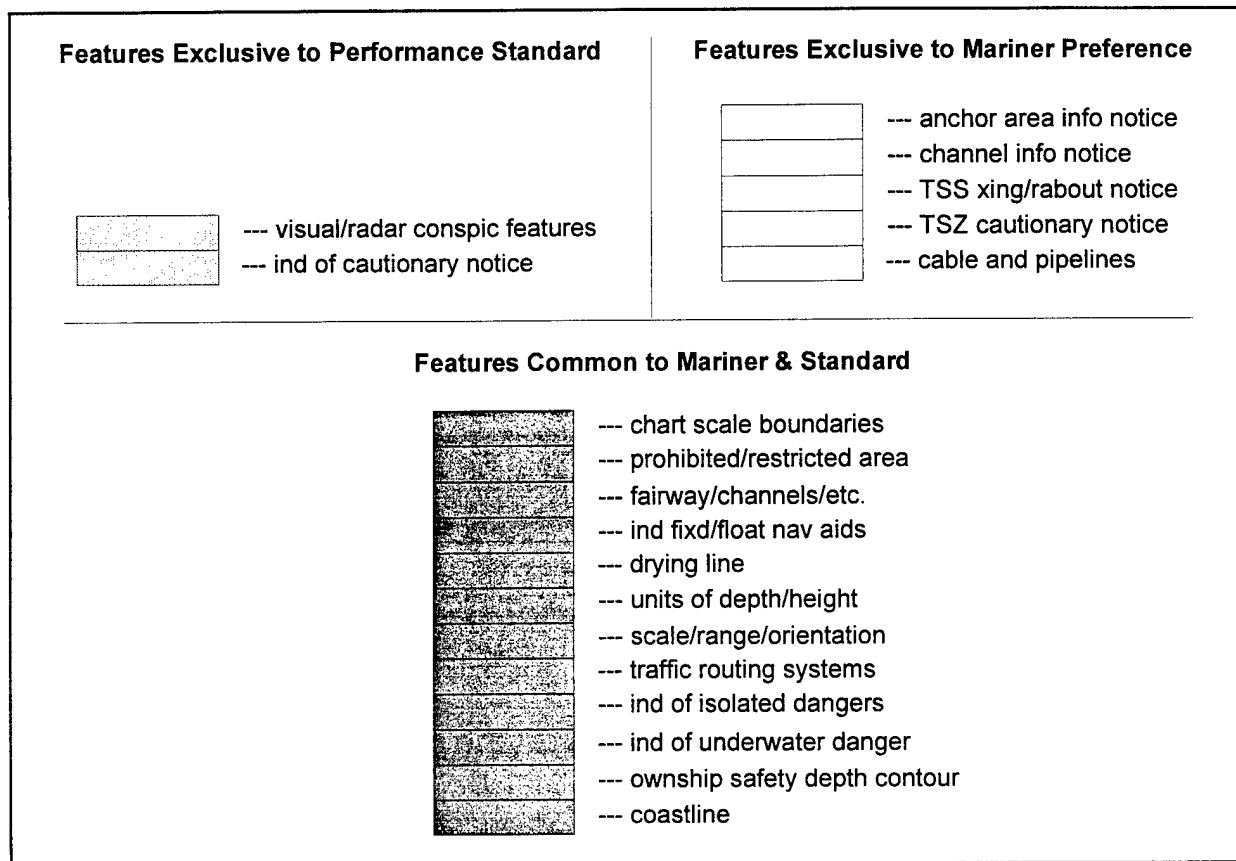 Features Exclusive to Performance Standard
--- visual/radar conspic features
--- ind of cautionary notice
Features Exclusive to Mariner Preference
--- anchor area info notice
--- channel info notice
--- TSS xing/rabout notice
--- TSZ cautionary notice
--- cable and pipelines
Features Common to Mariner & Standard
--- chart scale boundaries
--- prohibited/restricted area
--- fairway/channels/etc.
--- ind fixd/float nav aids
--- drying line
--- units of depth/height
--- scale/range/orientation
--- traffic routing systems
--- ind of isolated dangers
--- ind of underwater danger
--- ownship safety depth contour
--- coastline